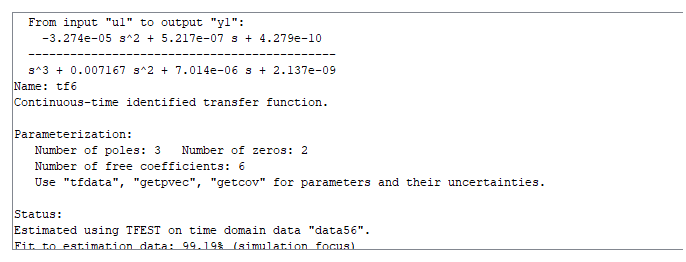 From input "u1" to output "y1":
-3.274e-05 s^2 + 5.217e-07 s + 4.279e-10
-----------------------------------------
s^3 + 0.007167 s^2 + 7.014e-06 s + 2.137e-09
Name: tf6
Continuous-time identified transfer function.
Parameterization:
Number of poles: 3   Number of zeros: 2
Number of free coefficients: 6
Use "tfdata", "getpvec", "getcov" for parameters and their uncertainties.
Status:
Estimated using TFEST on time domain data "data56".
Fit to estimation data: 99.19% (simulation focus)